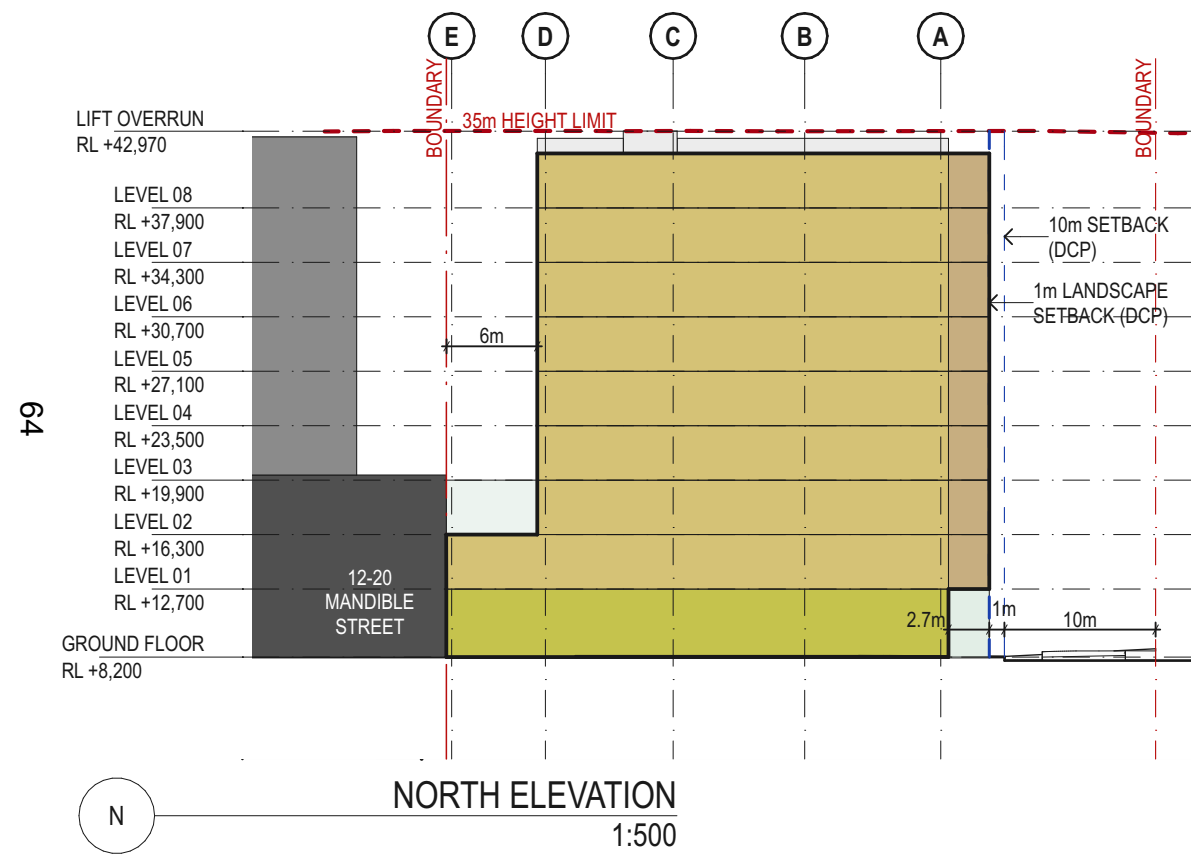 E
D
C
B
A
BOUNDARY
BOUNDARY
LIFT OVERRUN
RL +42,970
35m HEIGHT LIMIT
LEVEL 08
RL +37,900
10m SETBACK
(DCP)
LEVEL 07
RL +34,300
1m LANDSCAPE
SETBACK (DCP)
LEVEL 06
RL +30,700
6m
LEVEL 05
RL +27,100
64
LEVEL 04
RL +23,500
LEVEL 03
RL +19,900
LEVEL 02
RL +16,300
LEVEL 01
RL +12,700
12-20
MANDIBLE
STREET
2.7m
1m
10m
GROUND FLOOR
RL +8,200
N
NORTH ELEVATION
1:500